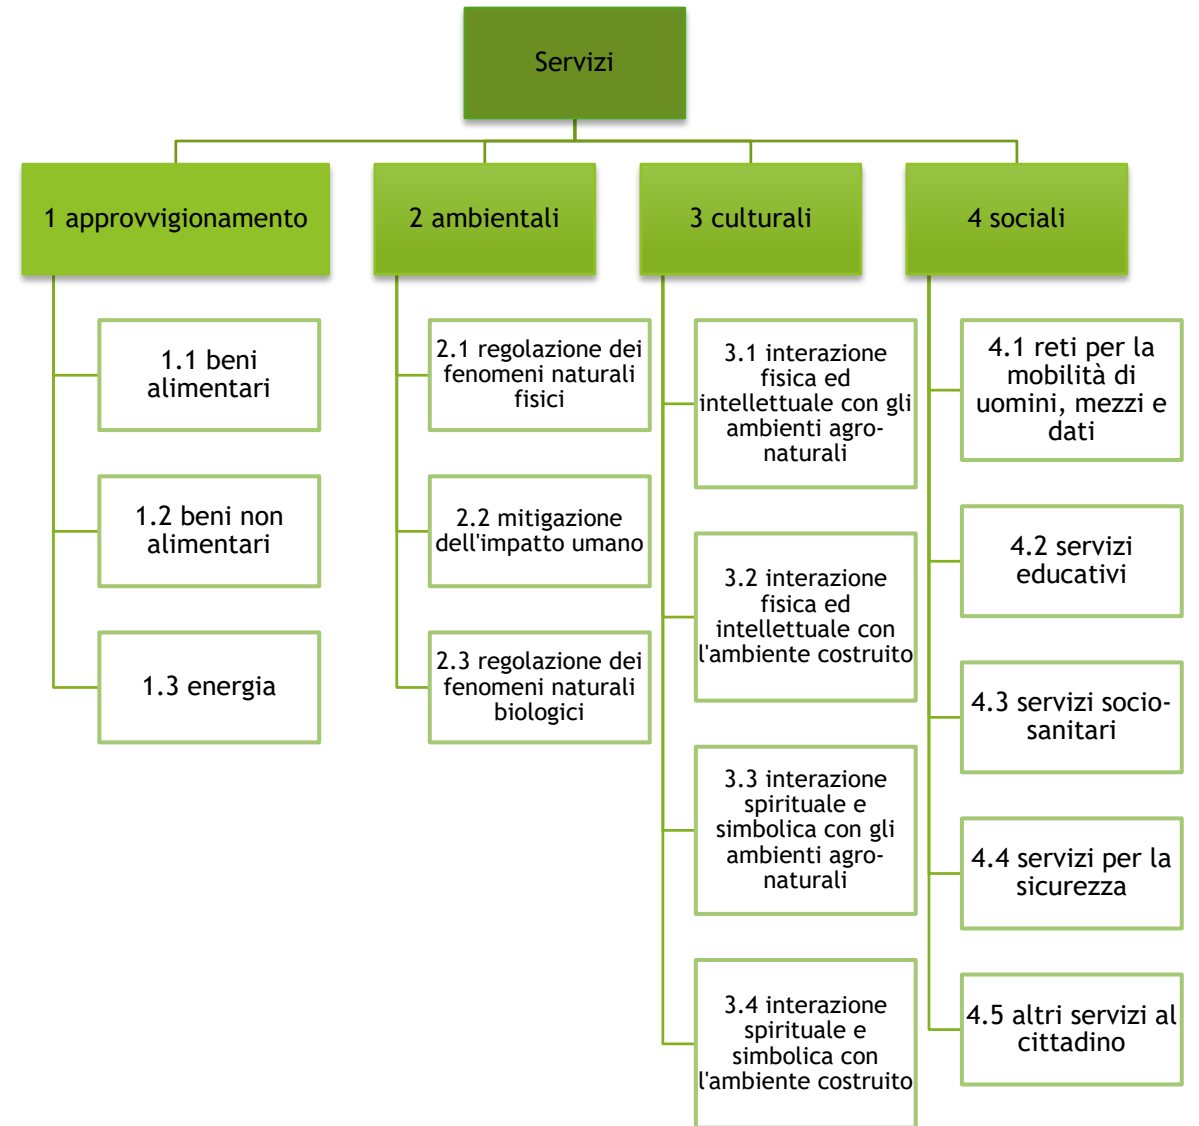 Servizi
1 approvvigionamento
2 ambientali
3 culturali
4 sociali
1.1 beni
alimentari
1.2 beni non
alimentari
1.3 energia
2.1 regolazione dei
fenomeni naturali
fisici
2.2 mitigazione
dell'impatto umano
2.3 regolazione dei
fenomeni naturali
biologici
3.1 interazione
fisica ed
intellettuale con gli
ambienti agro-
naturali
3.2 interazione
fisica ed
intellettuale con
l'ambiente costruito
3.3 interazione
spirituale e
simbolica con gli
ambienti agro-
naturali
3.4 interazione
spirituale e
simbolica con
l'ambiente costruito
4.1 reti per la
mobilità di
uomini, mezzi e
dati
4.2 servizi
educativi
4.3 servizi socio-
sanitari
4.4 servizi per la
sicurezza
4.5 altri servizi al
cittadino